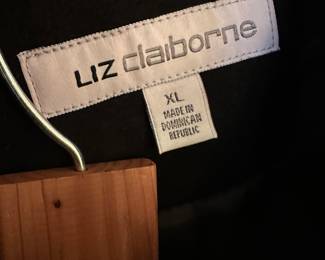 LIZ claiborne
XL
MADE IN
DOMINICAN
REPUBLIC